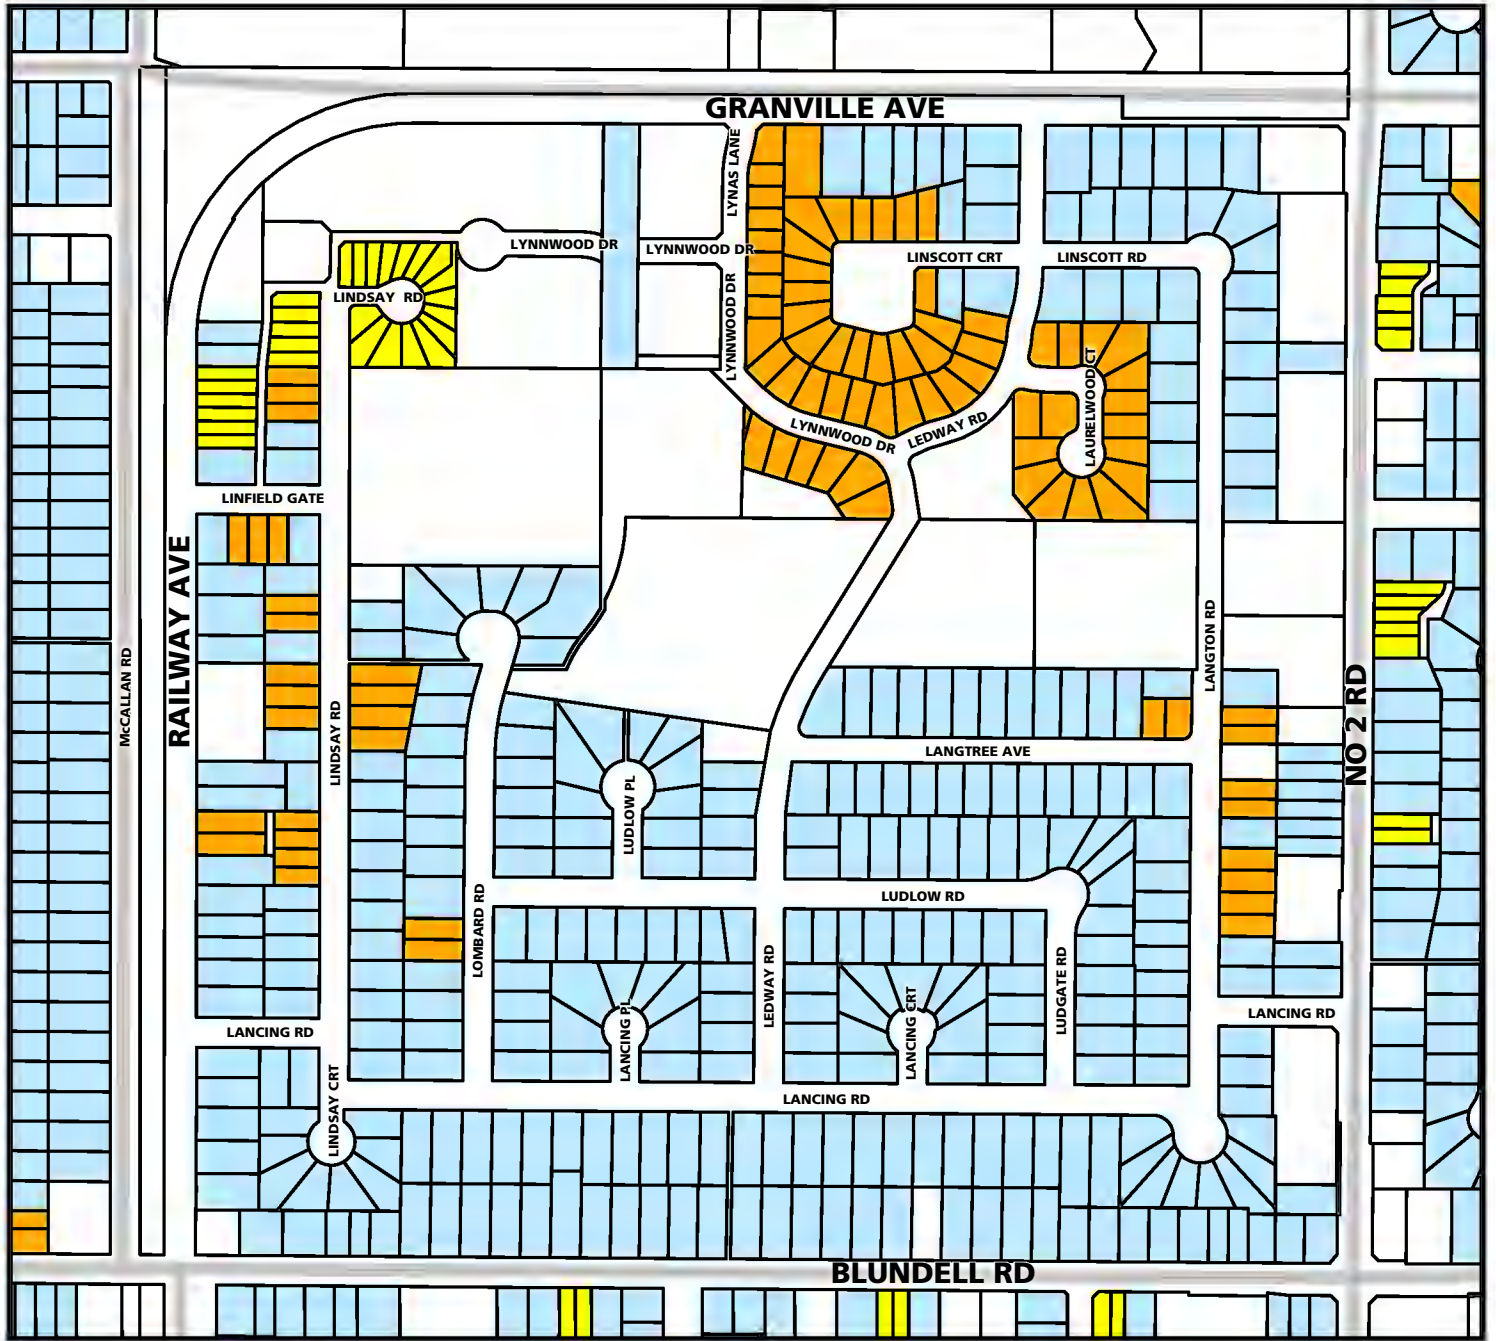 GRANVILLE AVE
LYNAS LANE
LYNNWOOD DR
LYNNWOOD DR
LINSCOTT CRT
LINSCOTT RD
LINDSAY RD
LYNNWOOD DR
LAURELWOOD CT
LYNNWOOD DR
LEDWAY RD
LINFIELD GATE
RAILWAY AVE
McCALLAN RD
LINDSAY RD
LANGTON RD
NO 2 RD
LANGTREE AVE
LUDLOW PL
LUDLOW RD
LOMBARD RD
LEDWAY RD
LUDGATE RD
LANCING PL
LANCING CRT
LANCING RD
LANCING RD
LINDSAY CRT
LANCING RD
BLUNDELL RD